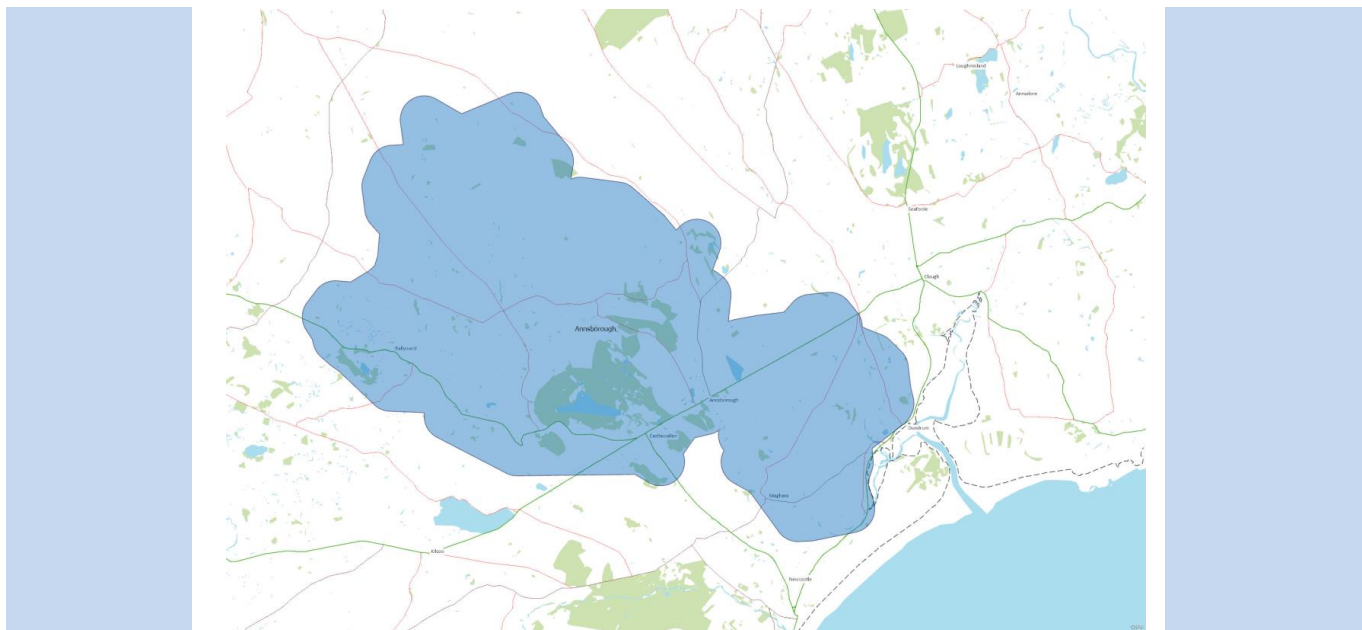 Loughinisland
Annadorn
Seaforde
Clough
Annsborough
Ballyward
Annsborough
Castlewellan
Dundrum
Maghera
Kilcoo
Newcastle